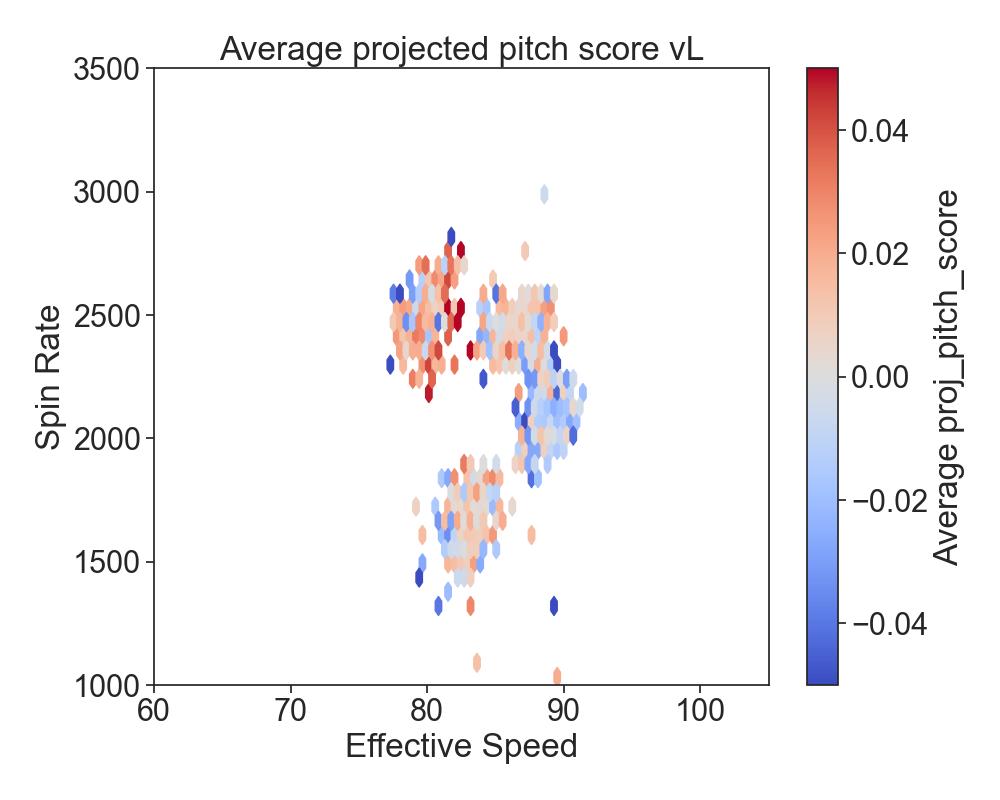 Average projected pitch score vL
3500
3000
2500
2000
1500
1000
Spin Rate
60 70 80 90 100
Effective Speed
0.04
0.02
0.00
−0.02
−0.04
Average proj_pitch_score